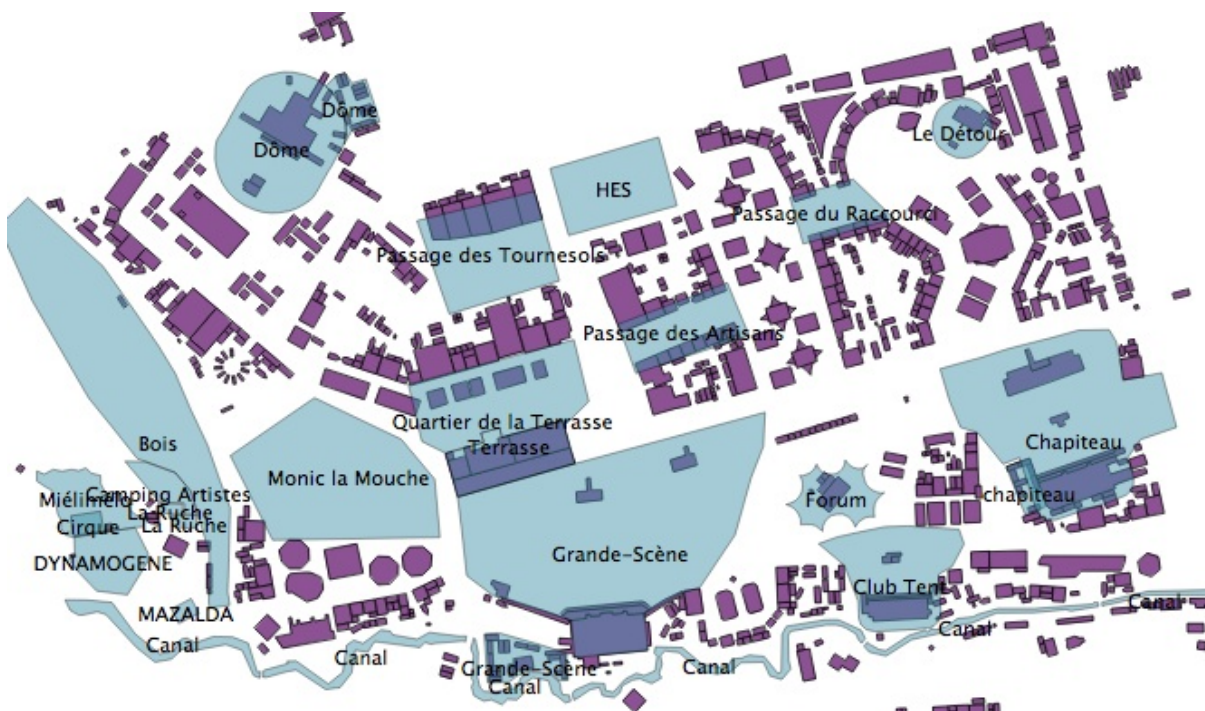 Dôme
Le Détour
Dôme
HES
Passage du Raccourci
Passage des Tournesols
Passage des Artisans
Quartier de la Terrasse
Terrasse
Bois
Chapiteau
Monic la Mouche
Camping Artistes
chapiteau
Miélimélo
Forum
La Ruche
Cirque
La Ruche
Grande-Scène
DYNAMOGENE
Club Tent
Canal
MAZALDA
Canal
Canal
Canal
Grande-Scène
Canal
Canal